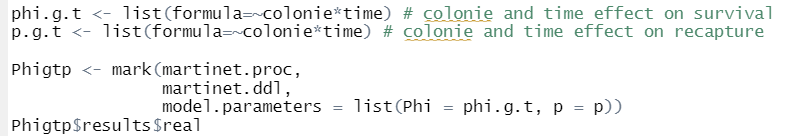 phi.g.t <- list(formula=~colonie*time) # colonie and time effect on survival
p.g.t <- list(formula=~colonie*time) # colonie and time effect on recapture
Phigtp <- mark(martinet.proc,
martinet.ddl,
model.parameters = list(Phi = phi.g.t, p = p))
Phigtp$results$real